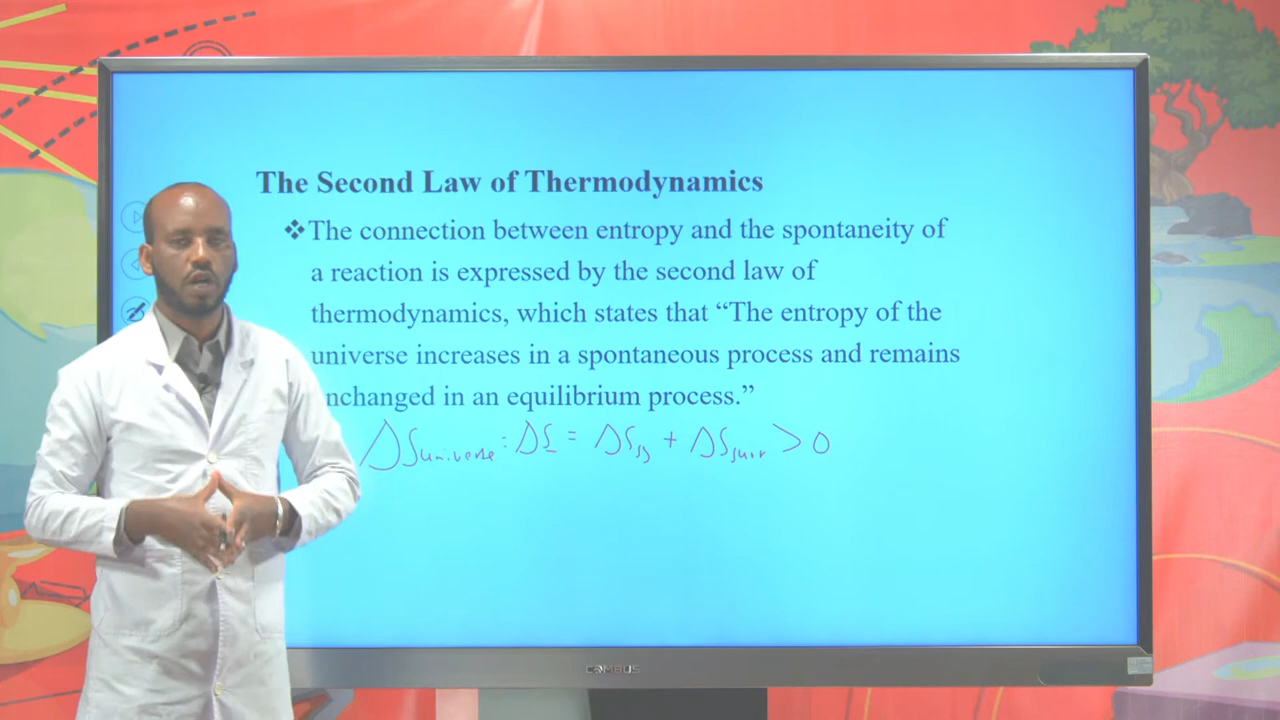 The Second Law of Thermodynamics
❖The connection between entropy and the spontaneity of
a reaction is expressed by the second law of
thermodynamics, which states that “The entropy of the
universe increases in a spontaneous process and remains
nchanged in an equilibrium process.”
ΔSuniverse : ΔS = ΔSsy + ΔSsurr > 0
CAMBUS